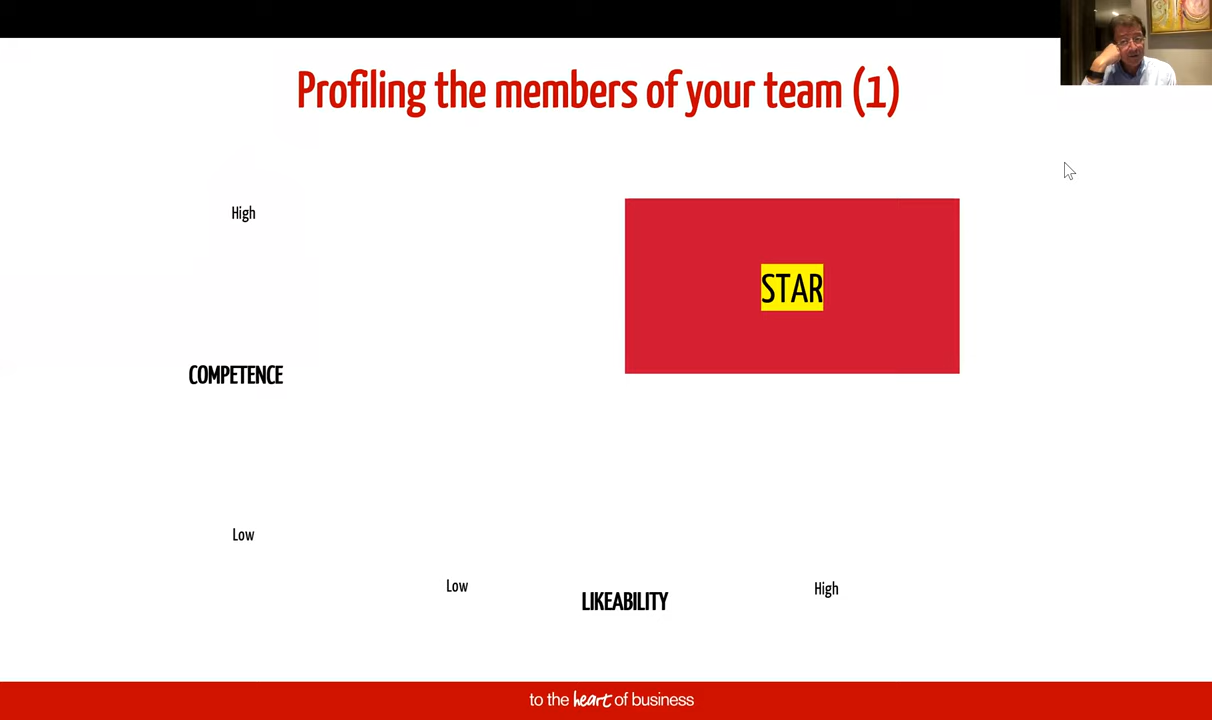 Profiling the members of your team (1)
High
STAR
COMPETENCE
Low
Low
High
LIKEABILITY
to the heart of business